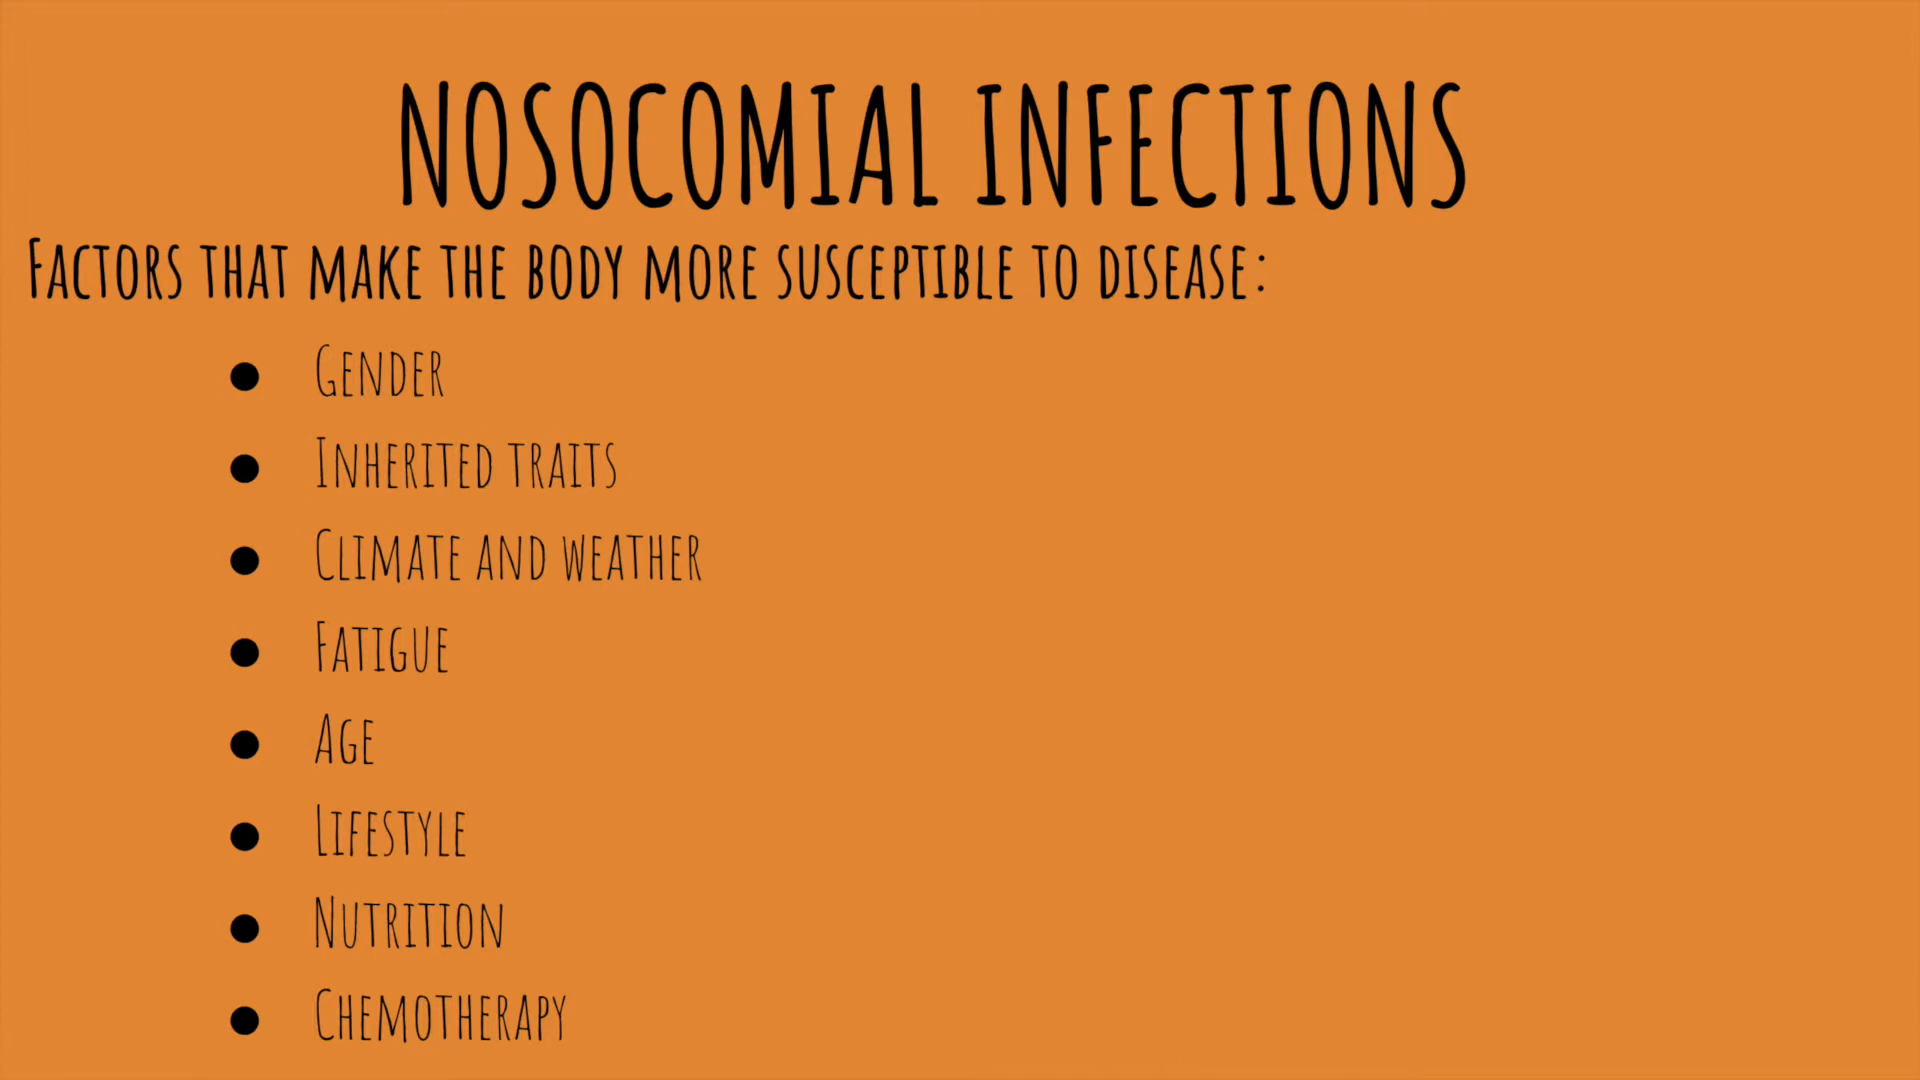 NOSOCOMIAL INFECTIONS
FACTORS THAT MAKE THE BODY MORE SUSCEPTIBLE TO DISEASE:
● GENDER
● INHERITED TRAITS
● CLIMATE AND WEATHER
● FATIGUE
● AGE
● LIFESTYLE
● NUTRITION
● CHEMOTHERAPY